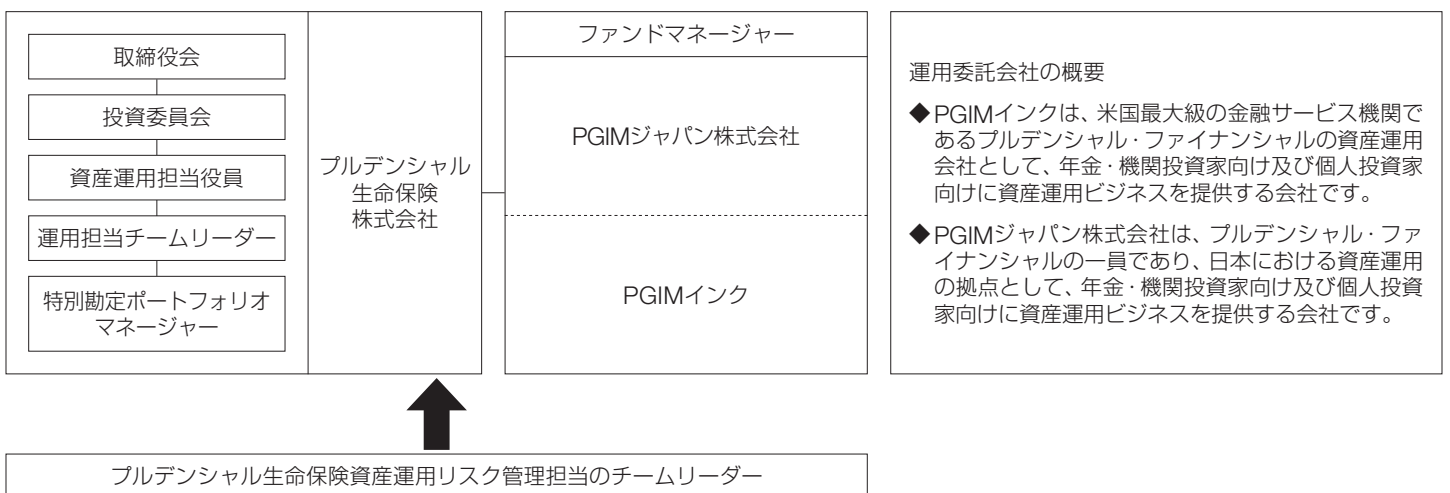 取締役会
投資委員会
資産運用担当役員
運用担当チームリーダー
特別勘定ポートフォリオ
マネージャー
プルデンシャル
生命保険
株式会社
ファンドマネージャー
PGIMジャパン株式会社
PGIMインク
運用委託会社の概要
◆PGIMインクは、米国最大級の金融サービス機関で
あるプルデンシャル・ファイナンシャルの資産運用
会社として、年金・機関投資家向け及び個人投資家
向けに資産運用ビジネスを提供する会社です。
◆PGIMジャパン株式会社は、プルデンシャル・ファ
イナンシャルの一員であり、日本における資産運用
の拠点として、年金・機関投資家向け及び個人投資
家向けに資産運用ビジネスを提供する会社です。
プルデンシャル生命保険資産運用リスク管理担当のチームリーダー